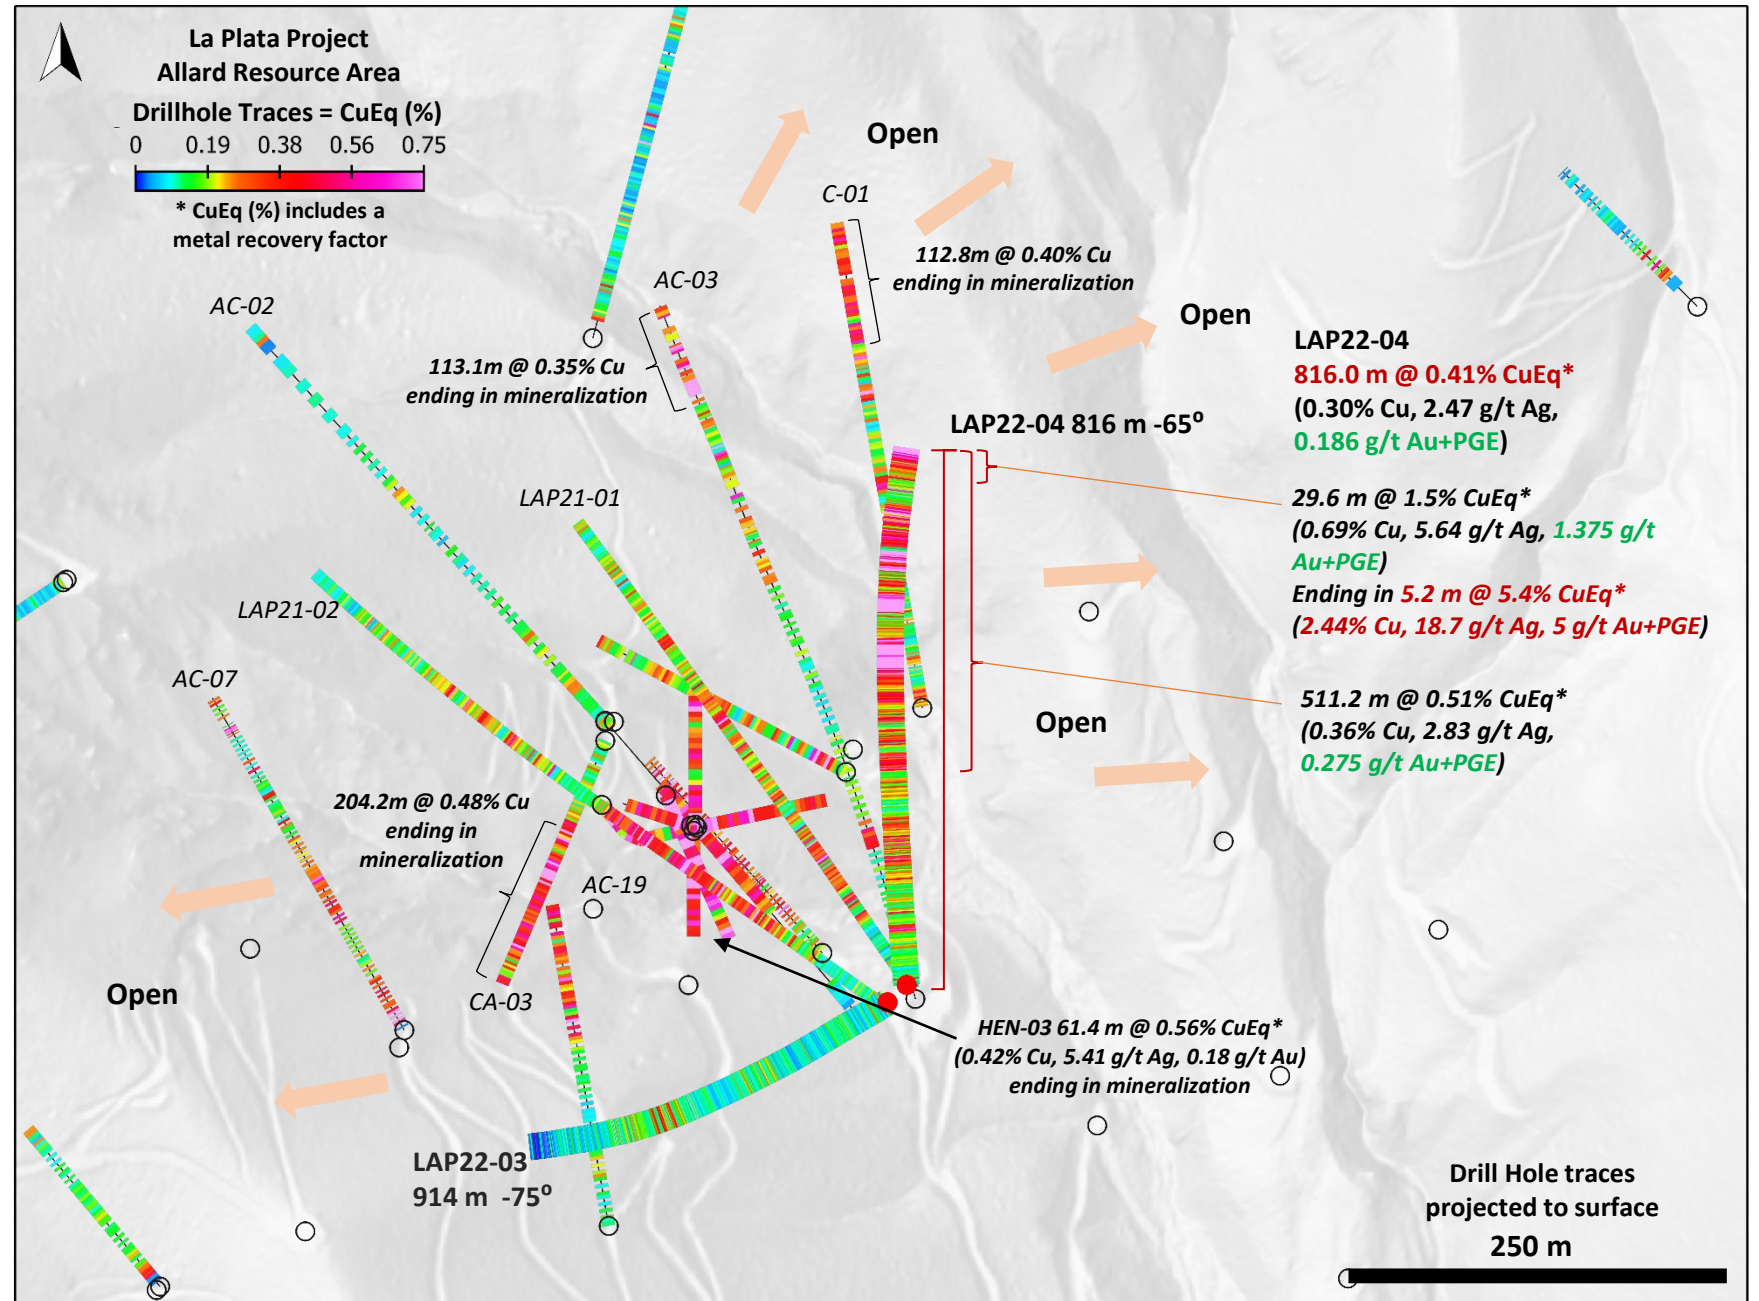 La Plata Project
Allard Resource Area
Drillhole Traces = CuEq (%)
0 0.19 0.38 0.56 0.75
* CuEq (%) includes a
metal recovery factor
Open
C-01
112.8m @ 0.40% Cu
ending in mineralization
AC-03
AC-02
113.1m @ 0.35% Cu
ending in mineralization
Open
LAP22-04
816.0 m @ 0.41% CuEq*
(0.30% Cu, 2.47 g/t Ag,
0.186 g/t Au+PGE)
LAP22-04 816 m -65⁰
LAP21-01
29.6 m @ 1.5% CuEq*
(0.69% Cu, 5.64 g/t Ag, 1.375 g/t
Au+PGE)
Ending in 5.2 m @ 5.4% CuEq*
(2.44% Cu, 18.7 g/t Ag, 5 g/t Au+PGE)
LAP21-02
AC-07
511.2 m @ 0.51% CuEq*
(0.36% Cu, 2.83 g/t Ag,
0.275 g/t Au+PGE)
Open
204.2m @ 0.48% Cu
ending in
mineralization
AC-19
Open
CA-03
HEN-03 61.4 m @ 0.56% CuEq*
(0.42% Cu, 5.41 g/t Ag, 0.18 g/t Au)
ending in mineralization
LAP22-03
914 m -75⁰
Drill Hole traces
projected to surface
250 m